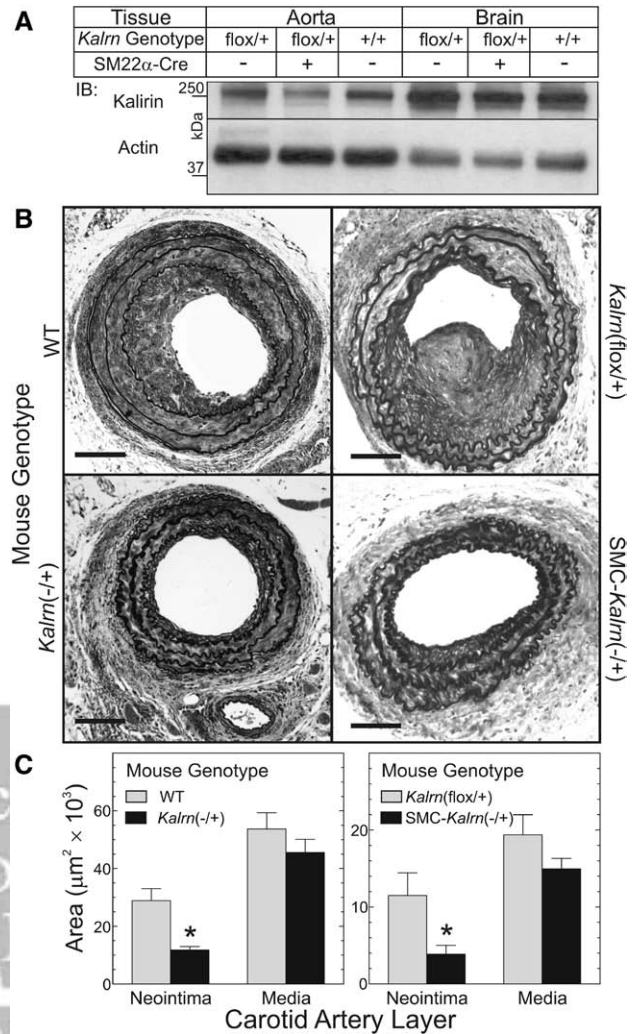 A
Tissue Aorta Brain
Kalrn Genotype flox/+ flox/+ +/+ flox/+ flox/+ +/+
SM22α-Cre - + - - + -
IB:
Kalirin 250
kDa
Actin
37
B
Mouse Genotype
WT
Kalrn(flox/+)
Kalrn(-/+)
SMC-Kalrn(-/+)
C
Area (μm² × 10³)
Mouse Genotype
WT
Kalrn(-/+)
60
40
20
0
*
Neointima Media
Mouse Genotype
Kalrn(flox/+)
SMC-Kalrn(-/+)
20
10
0
*
Neointima Media
Carotid Artery Layer